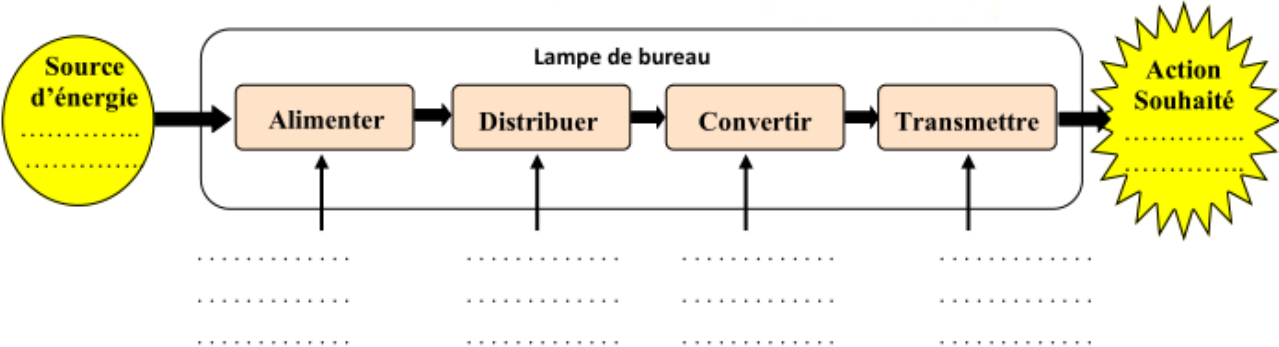 Lampe de bureau
Source
d'énergie
…………..
………….
Alimenter
Distribuer
Convertir
Transmettre
Action
Souhaité
…………..
…………..
. . . . . . . . . . . . . . . . . . . . . . . . . . . . . . . . . . . . . . . . . . . . . . . . . . . .
. . . . . . . . . . . . . . . . . . . . . . . . . . . . . . . . . . . . . . . . . . . . . . . . . . . .
. . . . . . . . . . . . . . . . . . . . . . . . . . . . . . . . . . . . . . . . . . . . . . . . . . . .